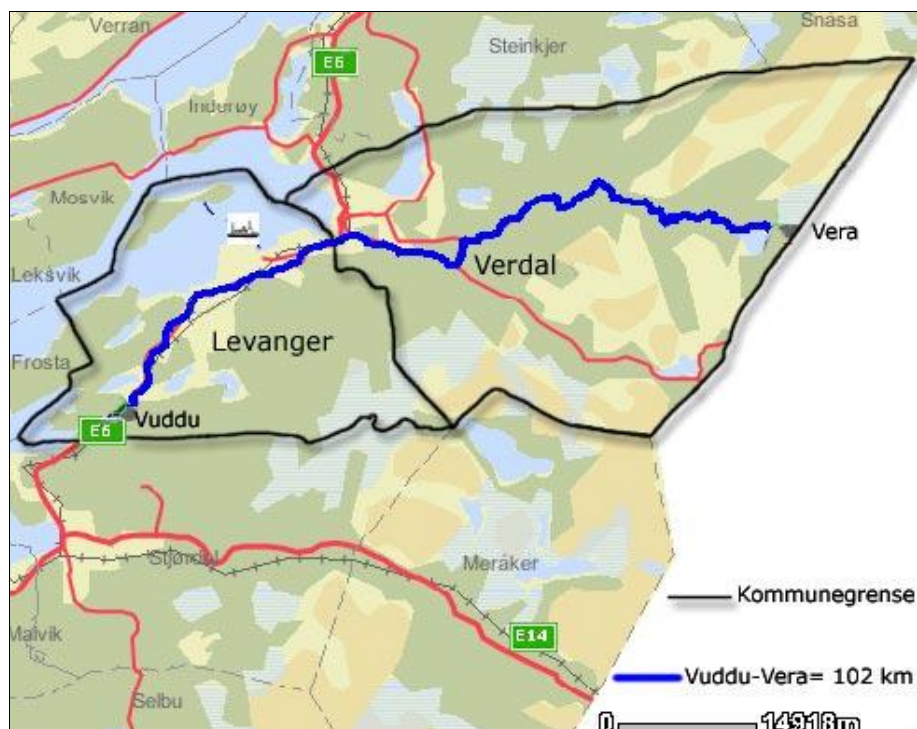 Verran
Snåsa
Steinkjer
E6
Inderøy
Mosvik
Vera
Leksvik
Verdal
Levanger
Frosta
Vuddu
E6
Stjørdal
Meråker
Kommunegrense
Malvik
E14
Vuddu-Vera= 102 km
Selbu
0 14918m